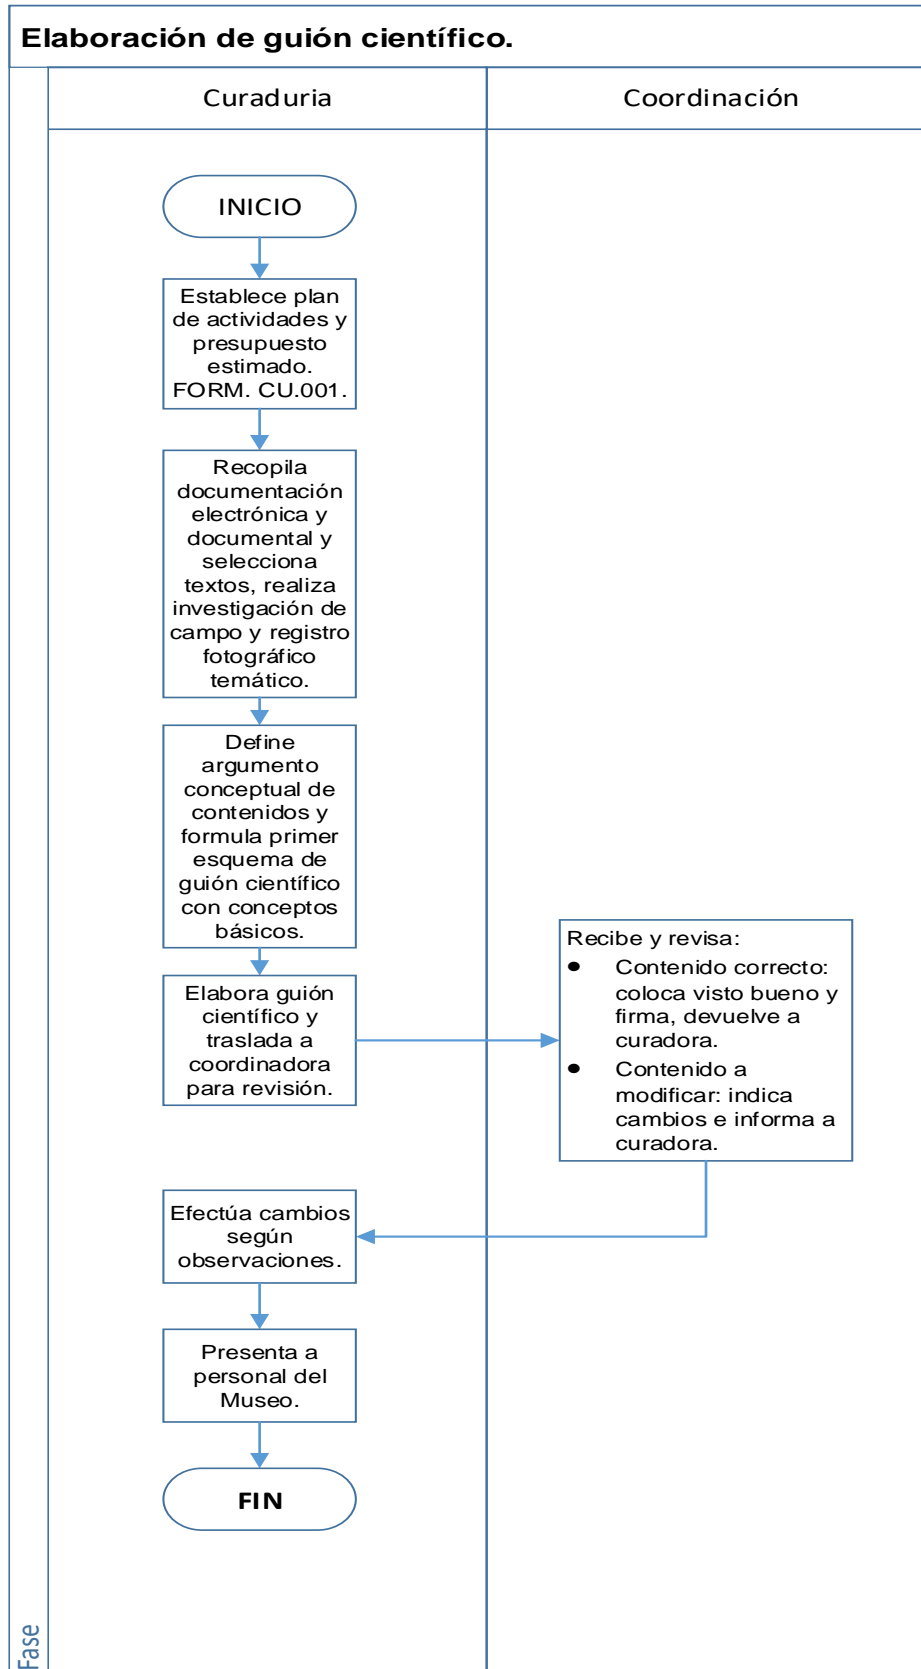 Elaboración de guión científico.
Curaduria
Coordinación
INICIO
Establece plan
de actividades y
presupuesto
estimado.
FORM. CU.001.
Recopila
documentación
electrónica y
documental y
selecciona
textos, realiza
investigación de
campo y registro
fotográfico
temático.
Define
argumento
conceptual de
contenidos y
formula primer
esquema de
guión científico
con conceptos
básicos.
Elabora guión
científico y
traslada a
coordinadora
para revisión.
Recibe y revisa:
● Contenido correcto:
coloca visto bueno y
firma, devuelve a
curadora.
● Contenido a
modificar: indica
cambios e informa a
curadora.
Efectúa cambios
según
observaciones.
Presenta a
personal del
Museo.
FIN
Fase